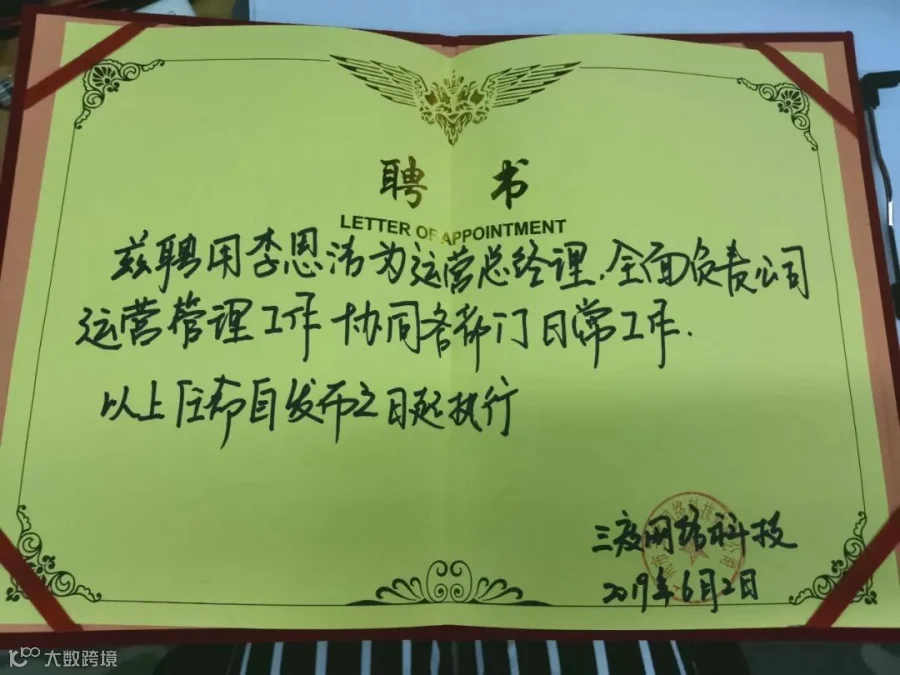 聘书
LETTER OF APPOINTMENT
兹聘用李恩涛为运营总经理.全面负责公司
运营管理工作 协同各部门日常工作.
以上任命自发布之日起执行
三度网络科技
2019年6月2日
大数跨境